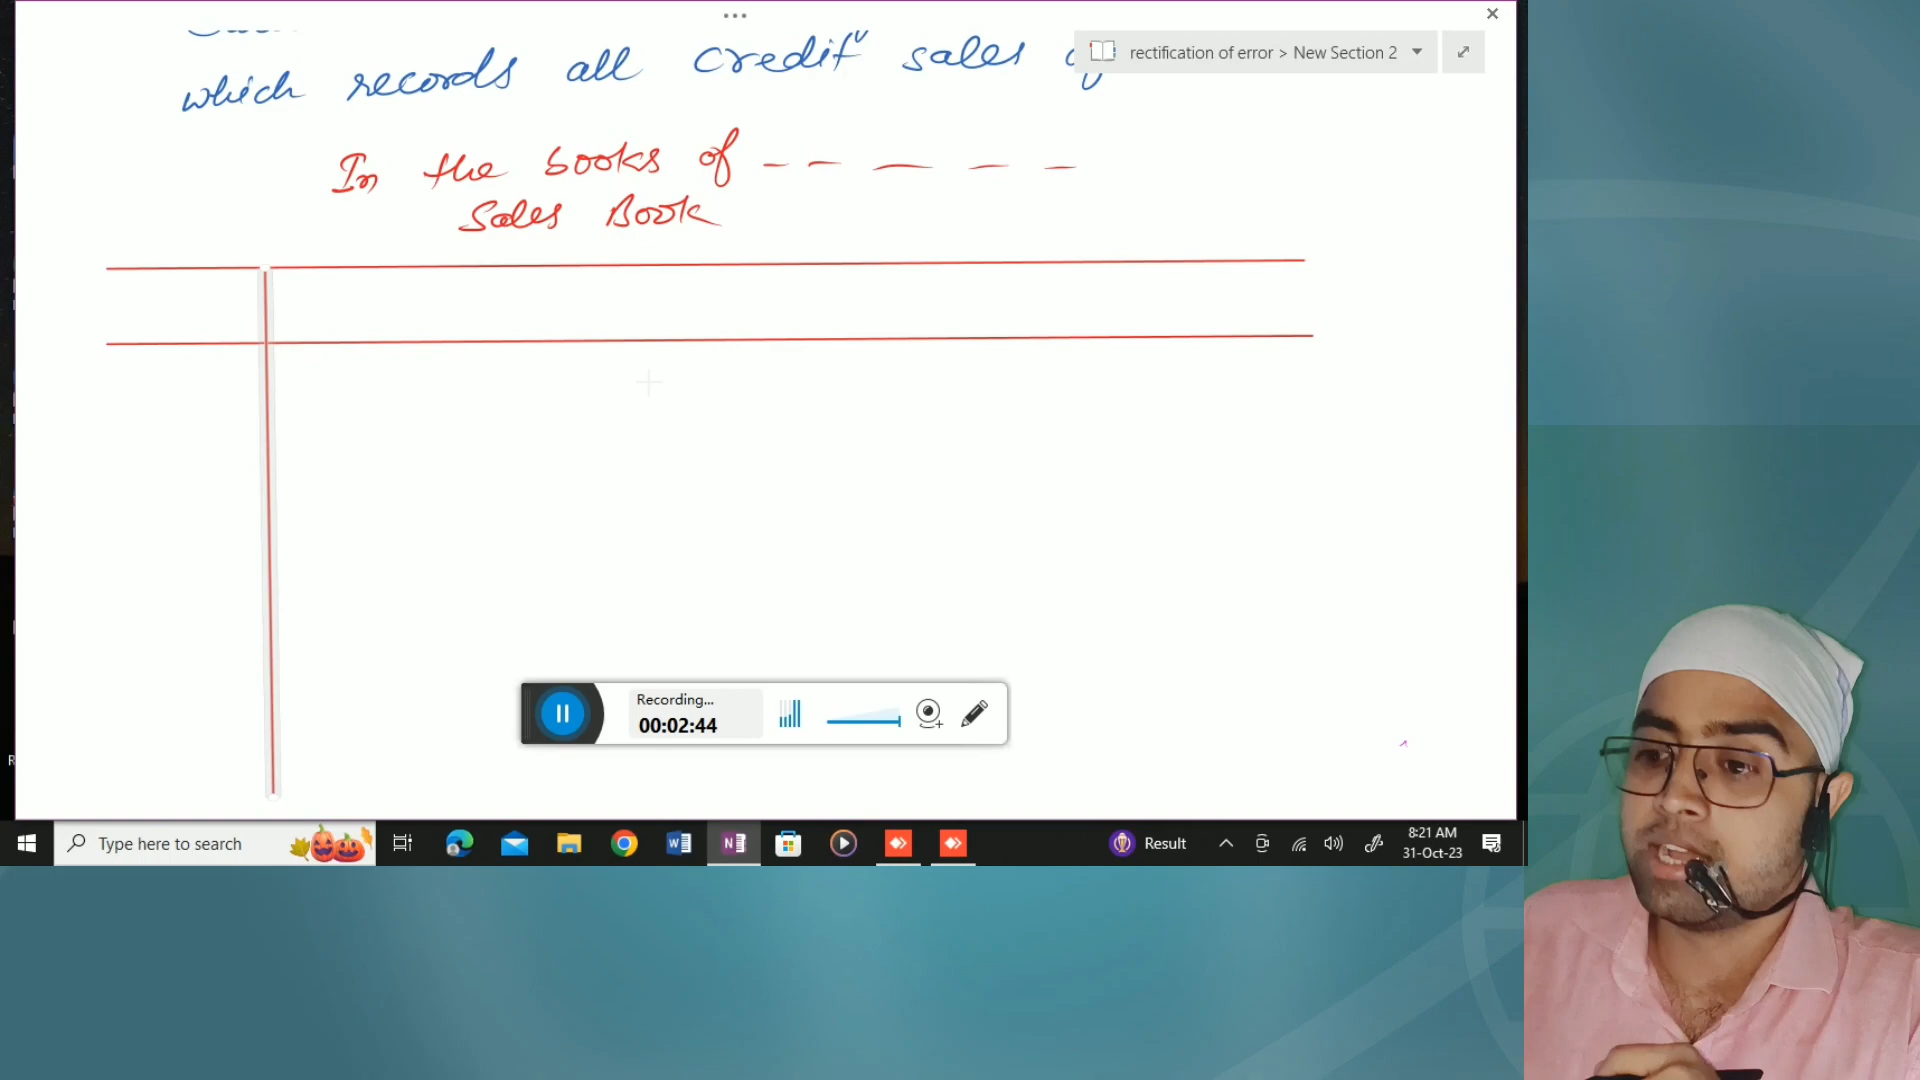 which records all credit sales of
rectification of error > New Section 2
In the books of - - - - -
Sales Book
Recording...
00:02:44
Type here to search
Result
8:21 AM
31-Oct-23